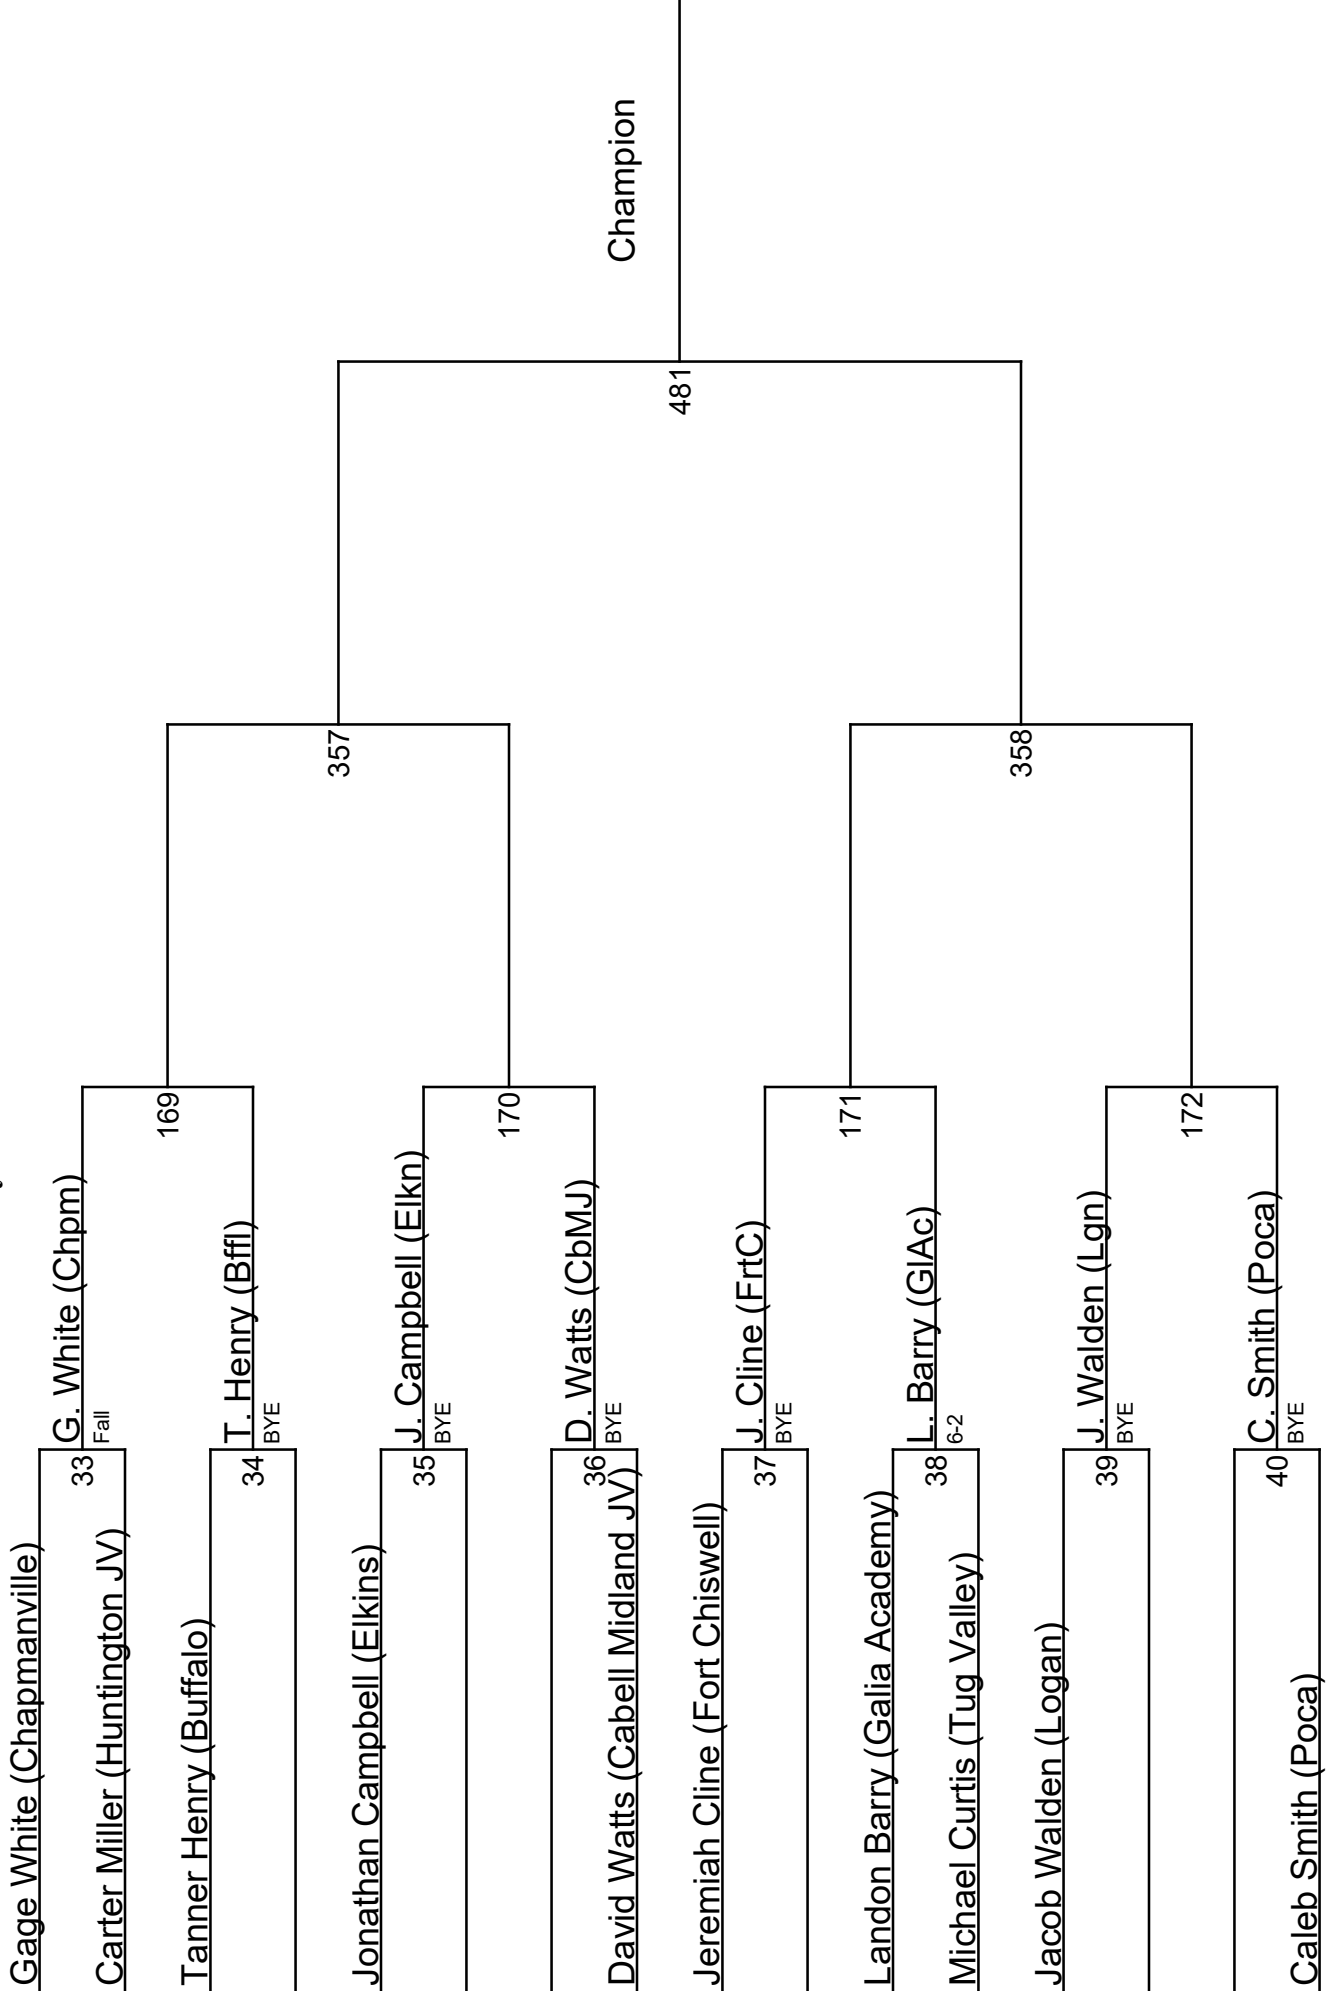 Gage White (Chapmanville)
33
Carter Miller (Huntington JV)
Tanner Henry (Buffalo)
34
Jonathan Campbell (Elkins)
35
36
David Watts (Cabell Midland JV)
Jeremiah Cline (Fort Chiswell)
37
Landon Barry (Galia Academy)
38
Michael Curtis (Tug Valley)
Jacob Walden (Logan)
39
40
Caleb Smith (Poca)
G. White (Chpm)
Fall
169
T. Henry (Bffl)
BYE
J. Campbell (Elkn)
BYE
170
D. Watts (CbMJ)
BYE
J. Cline (FrtC)
BYE
171
L. Barry (GlAc)
6-2
J. Walden (Lgn)
BYE
172
C. Smith (Poca)
BYE
357
358
481
Champion